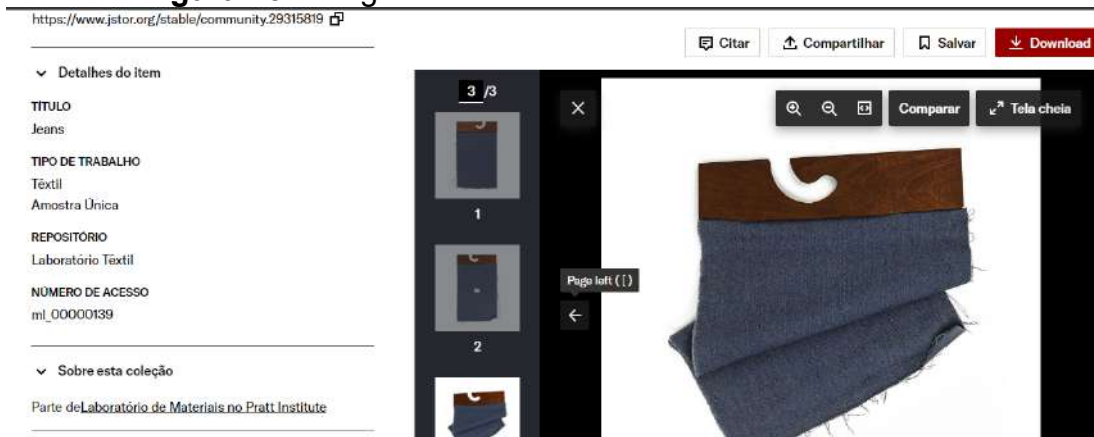 https://www.jstor.org/stable/community.29315819
Citar
Compartilhar
Salvar
Download
Detalhes do item
TÍTULO
Jeans
TIPO DE TRABALHO
Têxtil
Amostra Única
REPOSITÓRIO
Laboratório Têxtil
NÚMERO DE ACESSO
ml_00000139
Sobre esta coleção
Parte deLaboratório de Materiais no Pratt Institute
3 /3
1
2
Comparar
Tela cheia
Page left ( [ )